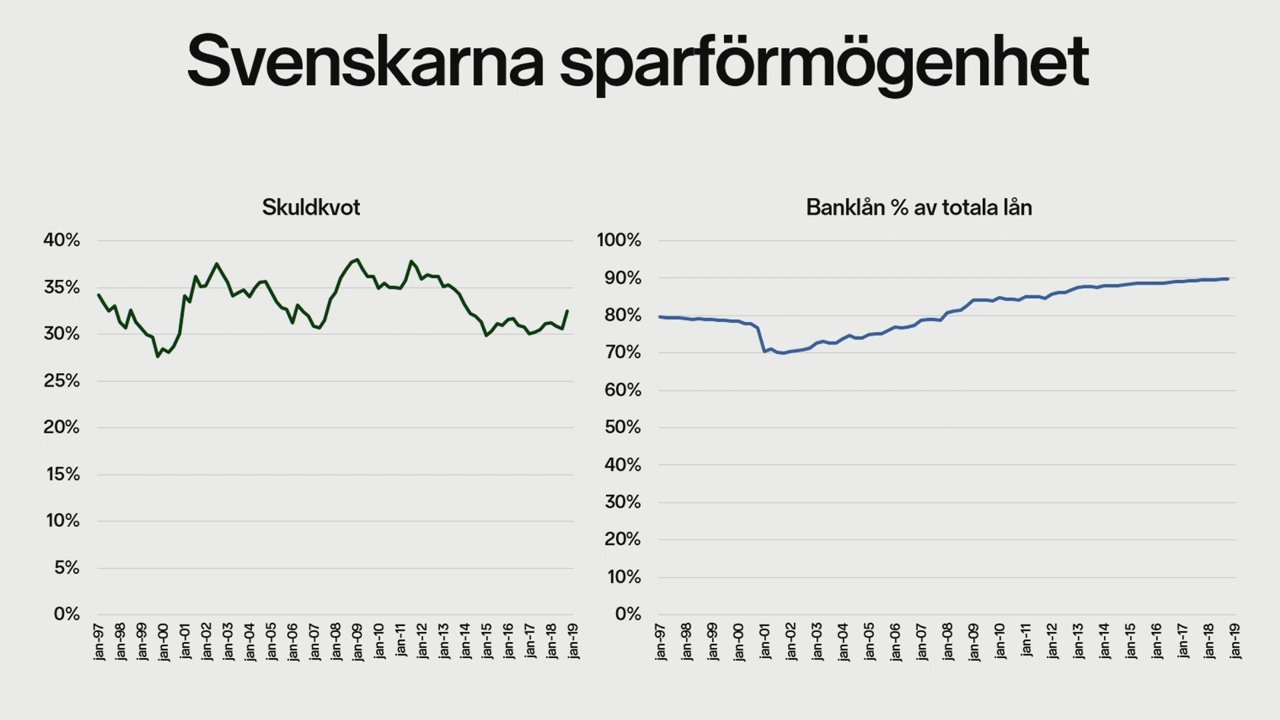 Svenskarna sparförmögenhet
Skuldkvot
40%
35%
30%
25%
20%
15%
10%
5%
0%
jan-97
jan-98
jan-99
jan-00
jan-01
jan-02
jan-03
jan-04
jan-05
jan-06
jan-07
jan-08
jan-09
jan-10
jan-11
jan-12
jan-13
jan-14
jan-15
jan-16
jan-17
jan-18
jan-19
Banklån % av totala lån
100%
90%
80%
70%
60%
50%
40%
30%
20%
10%
0%
jan-97
jan-98
jan-99
jan-00
jan-01
jan-02
jan-03
jan-04
jan-05
jan-06
jan-07
jan-08
jan-09
jan-10
jan-11
jan-12
jan-13
jan-14
jan-15
jan-16
jan-17
jan-18
jan-19